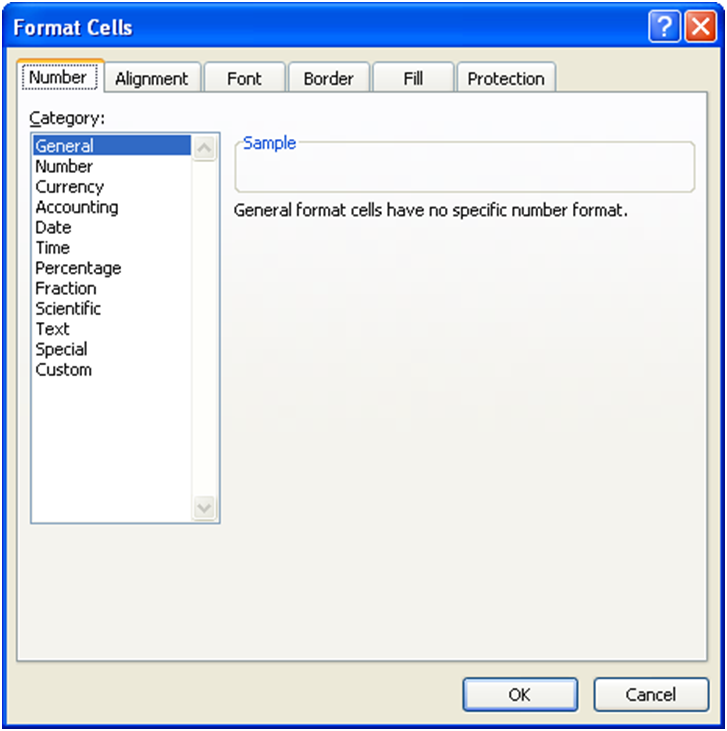 Format Cells
?
Number Alignment Font Border Fill Protection
Category:
General
Number
Currency
Accounting
Date
Time
Percentage
Fraction
Scientific
Text
Special
Custom
Sample
General format cells have no specific number format.
OK Cancel